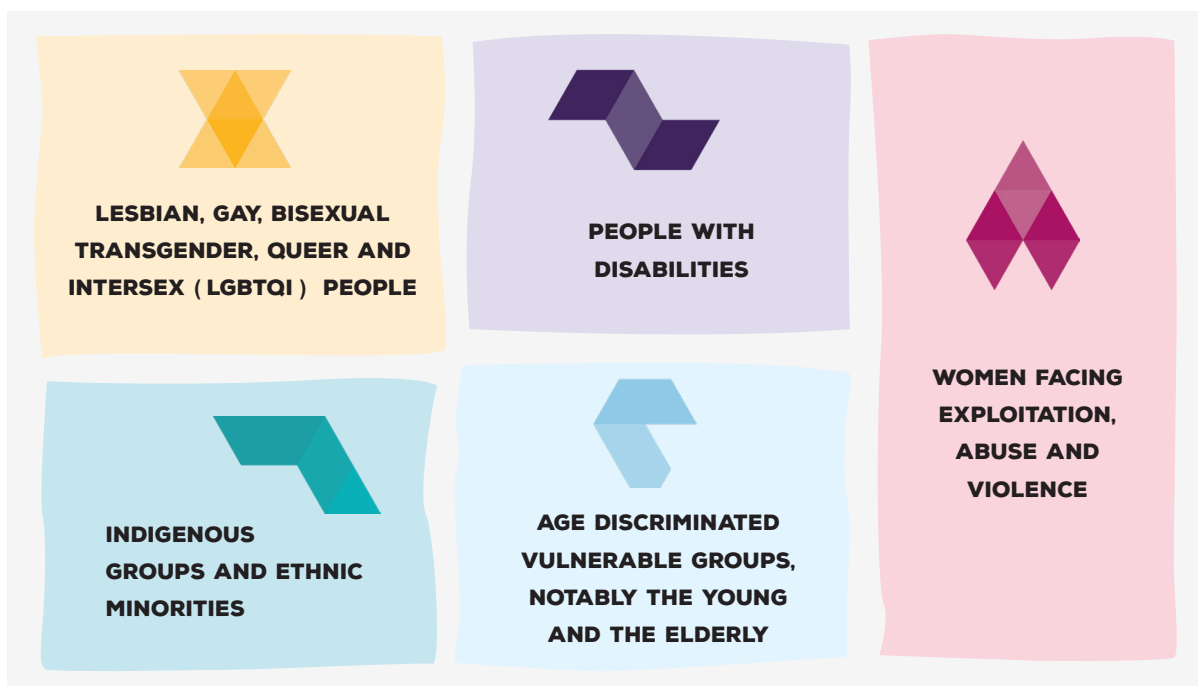 LESBIAN, GAY, BISEXUAL
TRANSGENDER, QUEER AND
INTERSEX (LGBTQI) PEOPLE
PEOPLE WITH
DISABILITIES
WOMEN FACING
EXPLOITATION,
ABUSE AND
VIOLENCE
INDIGENOUS
GROUPS AND ETHNIC
MINORITIES
AGE DISCRIMINATED
VULNERABLE GROUPS,
NOTABLY THE YOUNG
AND THE ELDERLY